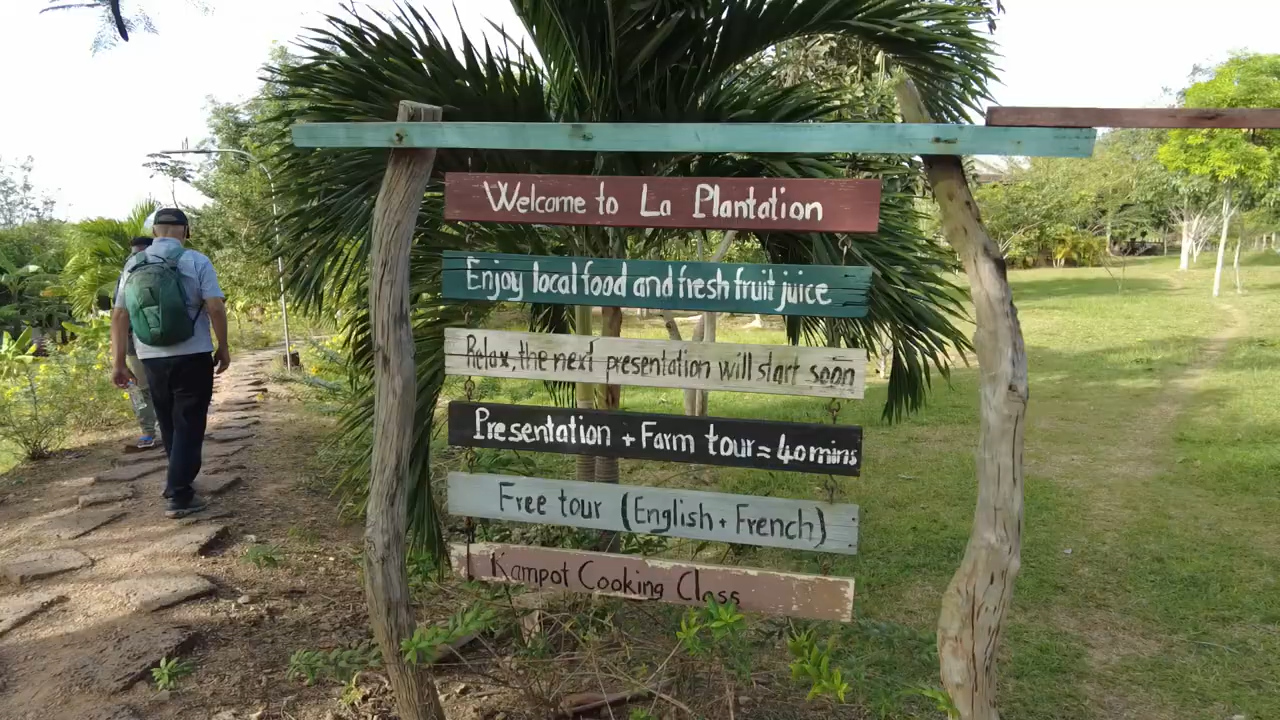 Welcome to La Plantation
Enjoy local food and fresh fruit juice
Relax, the next presentation will start soon
Presentation + Farm tour = 40mins
Free tour (English + French)
Kampot Cooking Class